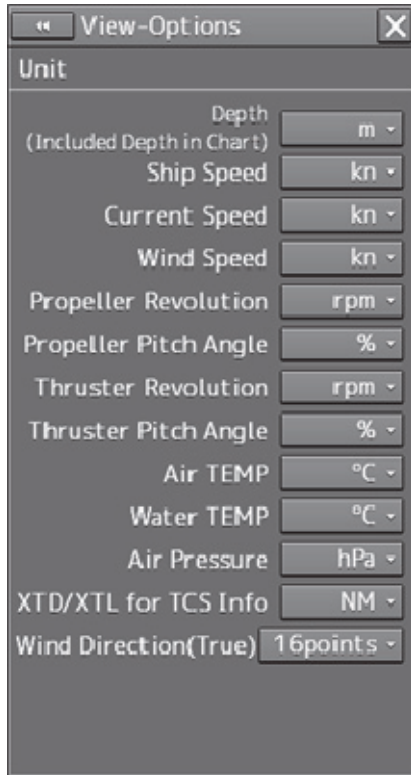 View-Options
Unit
Depth
(Included Depth in Chart) m
Ship Speed kn
Current Speed kn
Wind Speed kn
Propeller Revolution rpm
Propeller Pitch Angle %
Thruster Revolution rpm
Thruster Pitch Angle %
Air TEMP °C
Water TEMP °C
Air Pressure hPa
XTD/XTL for TCS Info NM
Wind Direction(True) 16points